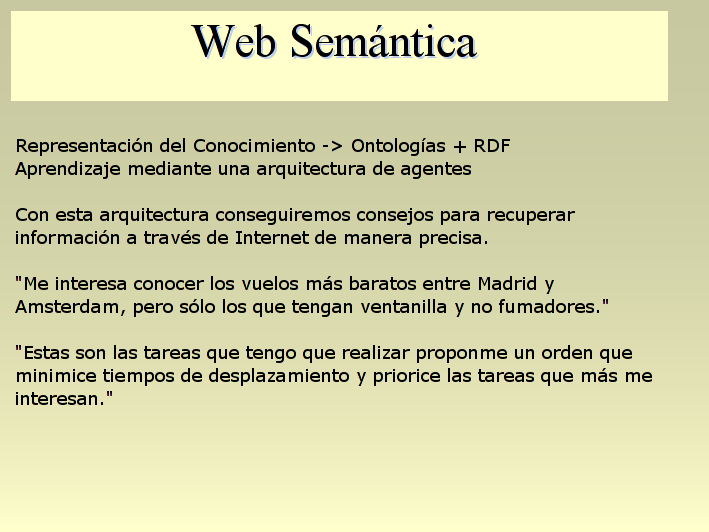 Web Semántica
Representación del Conocimiento -> Ontologías + RDF
Aprendizaje mediante una arquitectura de agentes
Con esta arquitectura conseguiremos consejos para recuperar
información a través de Internet de manera precisa.
"Me interesa conocer los vuelos más baratos entre Madrid y
Amsterdam, pero sólo los que tengan ventanilla y no fumadores."
"Estas son las tareas que tengo que realizar proponme un orden que
minimice tiempos de desplazamiento y priorice las tareas que más me
interesan."